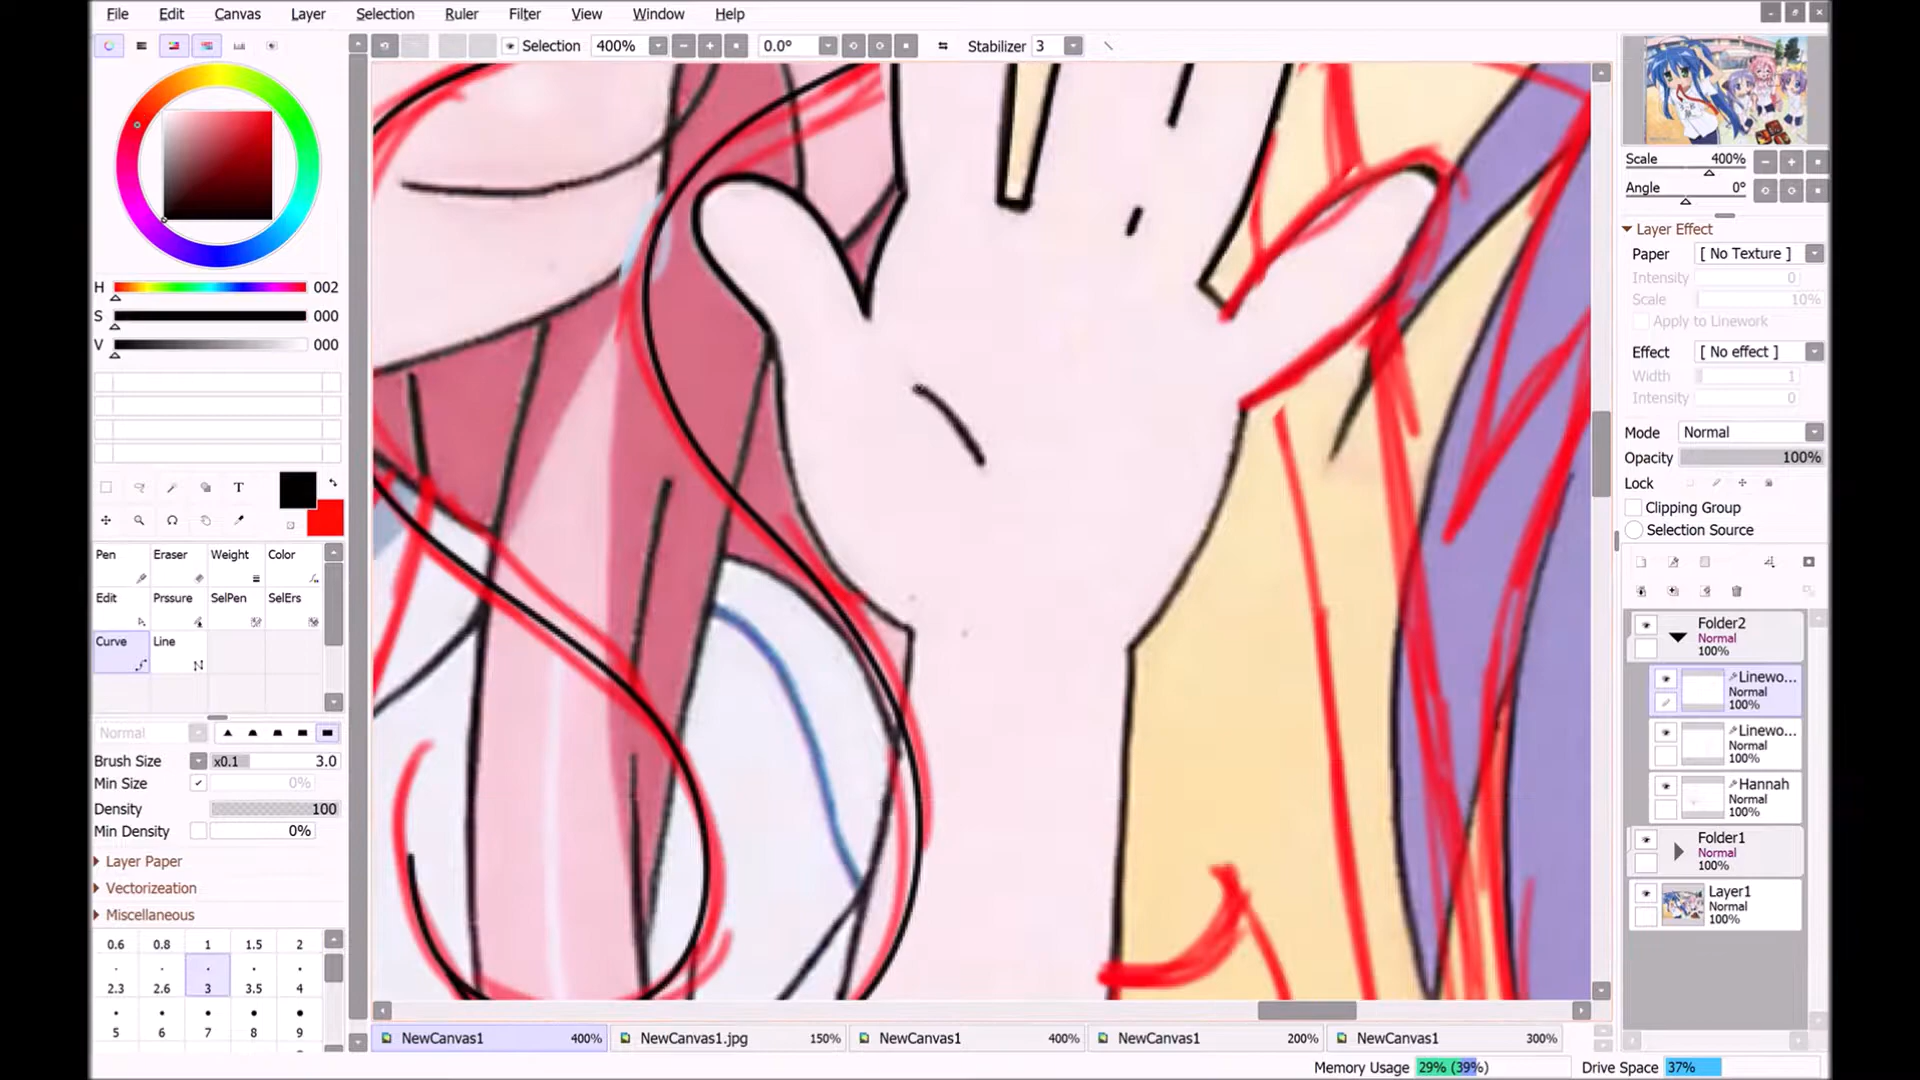 File Edit Canvas Layer Selection Ruler Filter View Window Help
Selection 400% 0.0° Stabilizer 3
Scale 400%
Angle 0°
Layer Effect
Paper [ No Texture ]
Intensity 0
Scale 10%
Apply to Linework
Effect [ No effect ]
Width 1
Intensity 0
Mode Normal
Opacity 100%
Lock
Clipping Group
Selection Source
Folder2
Normal
100%
Linewo...
Normal
100%
Linewo...
Normal
100%
Hannah
Normal
100%
Folder1
Normal
100%
Layer1
Normal
100%
H 002
S 000
V 000
T
Pen Eraser Weight Color
Edit Prssure SelPen SelErs
Curve Line
Normal
Brush Size x0.1 3.0
Min Size 0%
Density 100
Min Density 0%
Layer Paper
Vectorizeation
Miscellaneous
0.6 0.8 1 1.5 2
2.3 2.6 3 3.5 4
5 6 7 8 9
NewCanvas1 400% NewCanvas1.jpg 150% NewCanvas1 400% NewCanvas1 200% NewCanvas1 300%
Memory Usage 29% (39%) Drive Space 37%